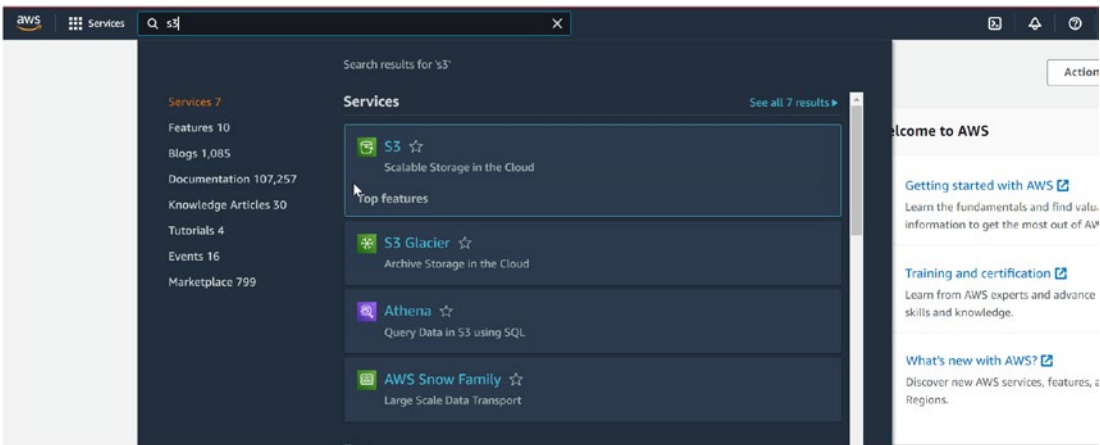 aws
Services
s3
Search results for 's3'
Services 7
Features 10
Blogs 1,085
Documentation 107,257
Knowledge Articles 30
Tutorials 4
Events 16
Marketplace 799
Services
See all 7 results
S3
Scalable Storage in the Cloud
Top features
S3 Glacier
Archive Storage in the Cloud
Athena
Query Data in S3 using SQL
AWS Snow Family
Large Scale Data Transport
Action
elcome to AWS
Getting started with AWS
Learn the fundamentals and find valu
information to get the most out of AW
Training and certification
Learn from AWS experts and advance
skills and knowledge.
What's new with AWS?
Discover new AWS services, features, a
Regions.